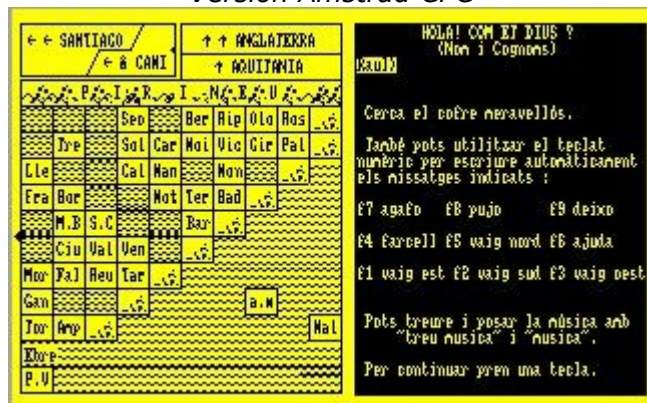 Versión Amstrad CPC
← ← SANTIAGO
← â CAMI
↑ ↑ ANGLATERRA
↑ AQUITANIA
P I R I N E U
Seo Ber Rip Olo Ros
Tre Sol Car Noi Vic Gir Pal
Lle Cal Man Mon
Fra Bor Mot Ter Bad
M.B S.C Bar
Ciu Val Ven
Mor Fal Reu Tar
Gan a.m
Tor Amp Mal
Ebre
P.V
HOLA! COM ET DIUS ?
(Nom i Cognoms)
Cerca el cofre meravellós.
També pots utilitzar el teclat
numèric per escriure automàticament
els missatges indicats :
f7 agafo f8 pujo f9 deixo
f4 farcell f5 vaig nord f6 ajuda
f1 vaig est f2 vaig sud f3 vaig oest
Pots treure i posar la música amb
"treu musica" i "musica".
Per continuar prem una tecla.